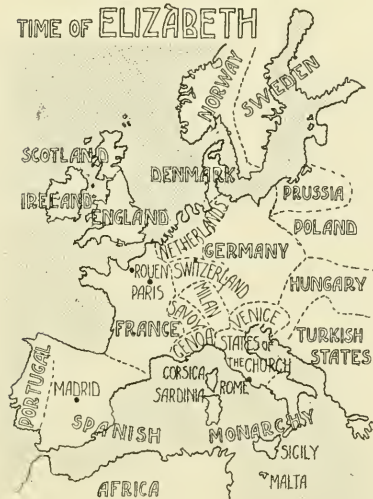 TIME OF ELIZABETH
NORWAY
SWEDEN
SCOTLAND
DENMARK
IRELAND
ENGLAND
PRUSSIA
NETHERLANDS
POLAND
GERMANY
ROUEN
SWITZERLAND
PARIS
HUNGARY
MILAN
SAVOY
VENICE
FRANCE
GENOA
STATES OF
THE CHURCH
TURKISH
STATES
PORTUGAL
CORSICA
MADRID
SARDINIA
ROME
SPANISH
MONARCHY
SICILY
MALTA
AFRICA